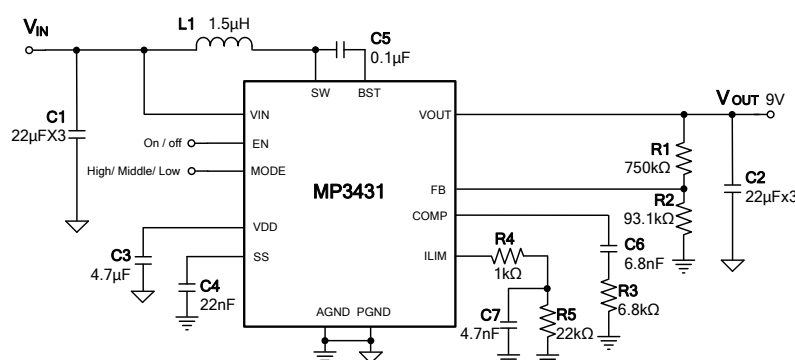 VIN
L1 1.5µH
C5
0.1µF
SW BST
C1
22µFX3
VIN
VOUT
VOUT 9V
On / off
EN
High/ Middle/ Low
MODE
MP3431
R1
750kΩ
FB
R2
93.1kΩ
C2
22µFx3
COMP
VDD
C3
4.7µF
SS
C4
22nF
ILIM
R4
1kΩ
C6
6.8nF
R3
6.8kΩ
C7
4.7nF
R5
22kΩ
AGND PGND